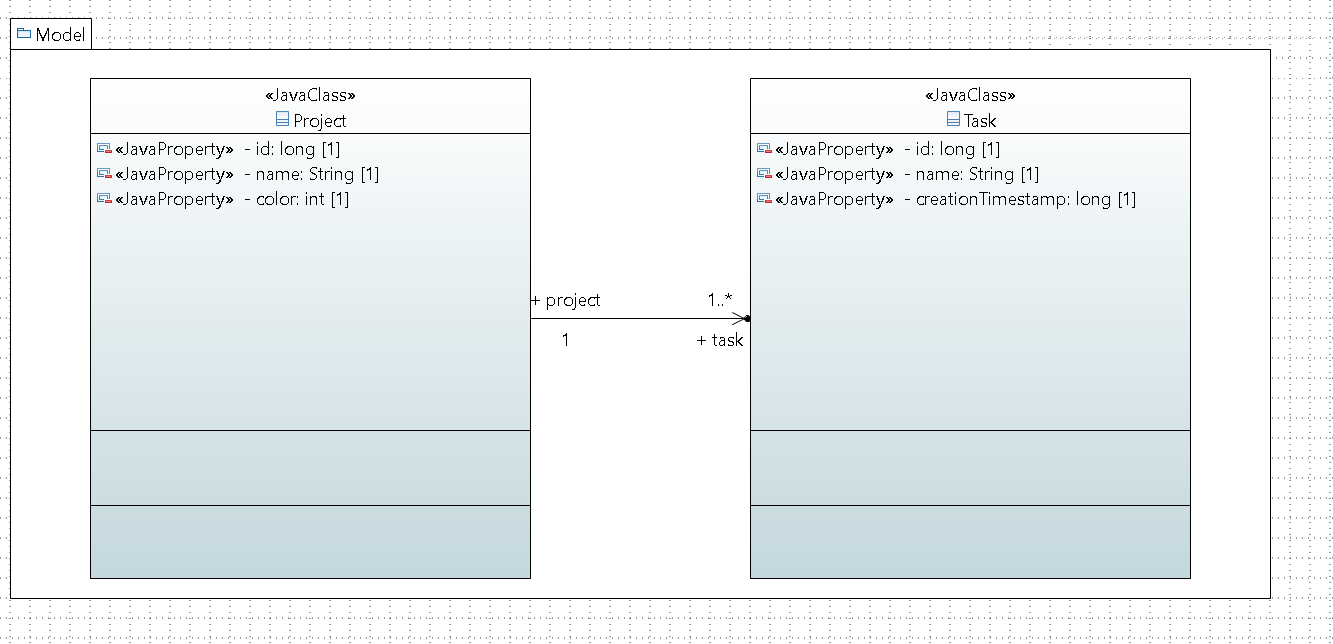 Model
«JavaClass»
Project
«JavaProperty» - id: long [1]
«JavaProperty» - name: String [1]
«JavaProperty» - color: int [1]
+ project
1
1..*
+ task
«JavaClass»
Task
«JavaProperty» - id: long [1]
«JavaProperty» - name: String [1]
«JavaProperty» - creationTimestamp: long [1]